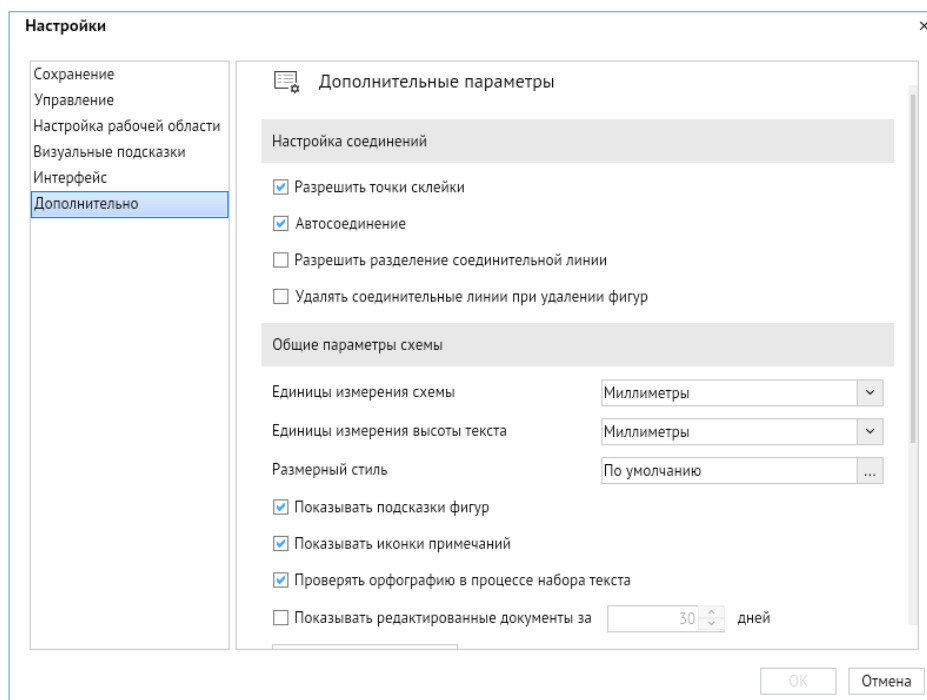 Настройки
Сохранение
Управление
Настройка рабочей области
Визуальные подсказки
Интерфейс
Дополнительно
Дополнительные параметры
Настройка соединений
Разрешить точки склейки
Автосоединение
Разрешить разделение соединительной линии
Удалять соединительные линии при удалении фигур
Общие параметры схемы
Единицы измерения схемы Миллиметры
Единицы измерения высоты текста Миллиметры
Размерный стиль По умолчанию ...
Показывать подсказки фигур
Показывать иконки примечаний
Проверять орфографию в процессе набора текста
Показывать редактированные документы за 30 дней
OK Отмена